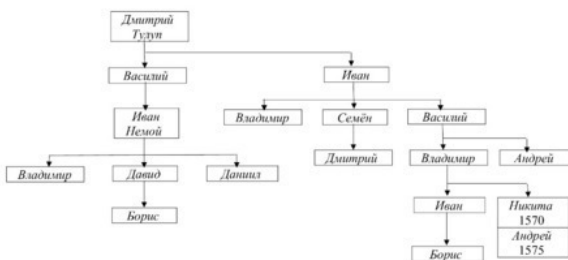 Дмитрий
Тулуп
Василий
Иван
Иван
Немой
Владимир
Семён
Василий
Дмитрий
Владимир
Андрей
Владимир
Давид
Даниил
Борис
Иван
Никита
1570
Андрей
1575
Борис